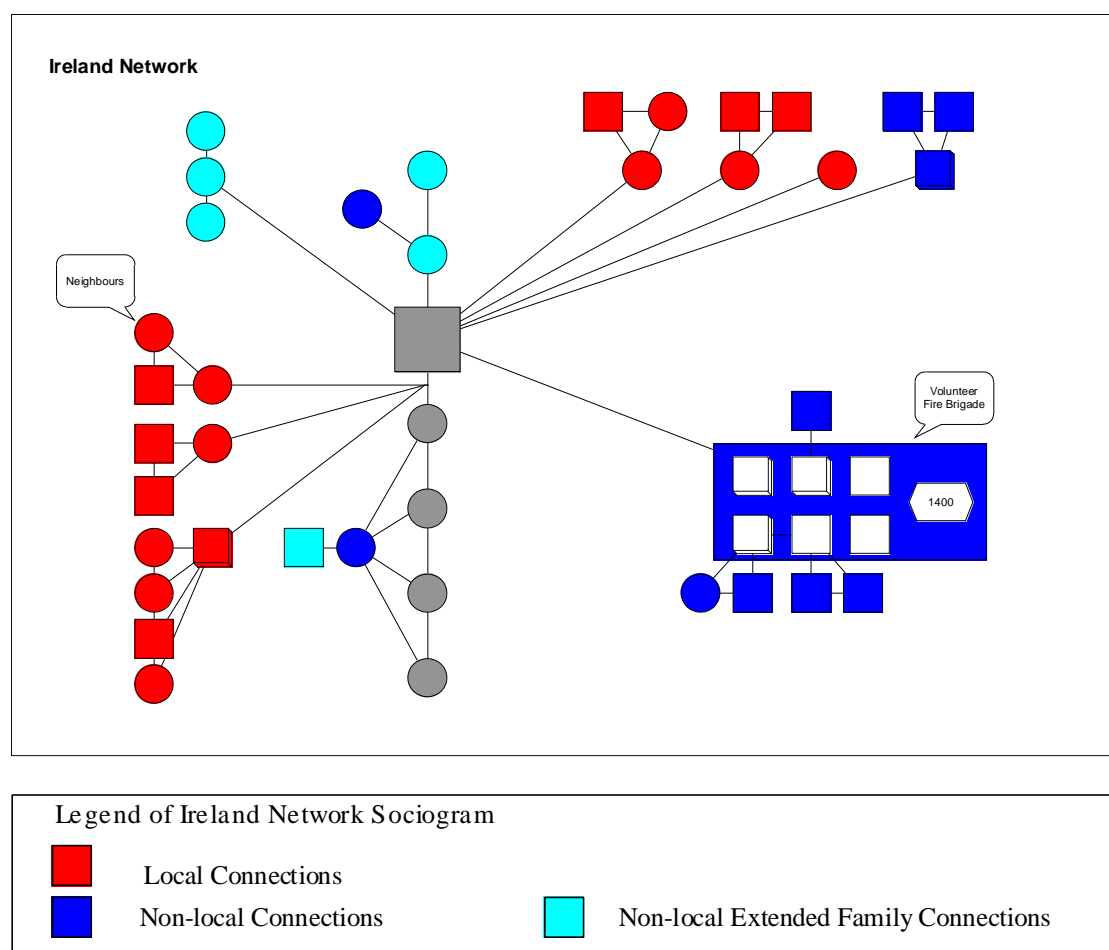 Ireland Network
Neighbours
Volunteer
Fire Brigade
1400
Legend of Ireland Network Sociogram
Local Connections
Non-local Connections
Non-local Extended Family Connections